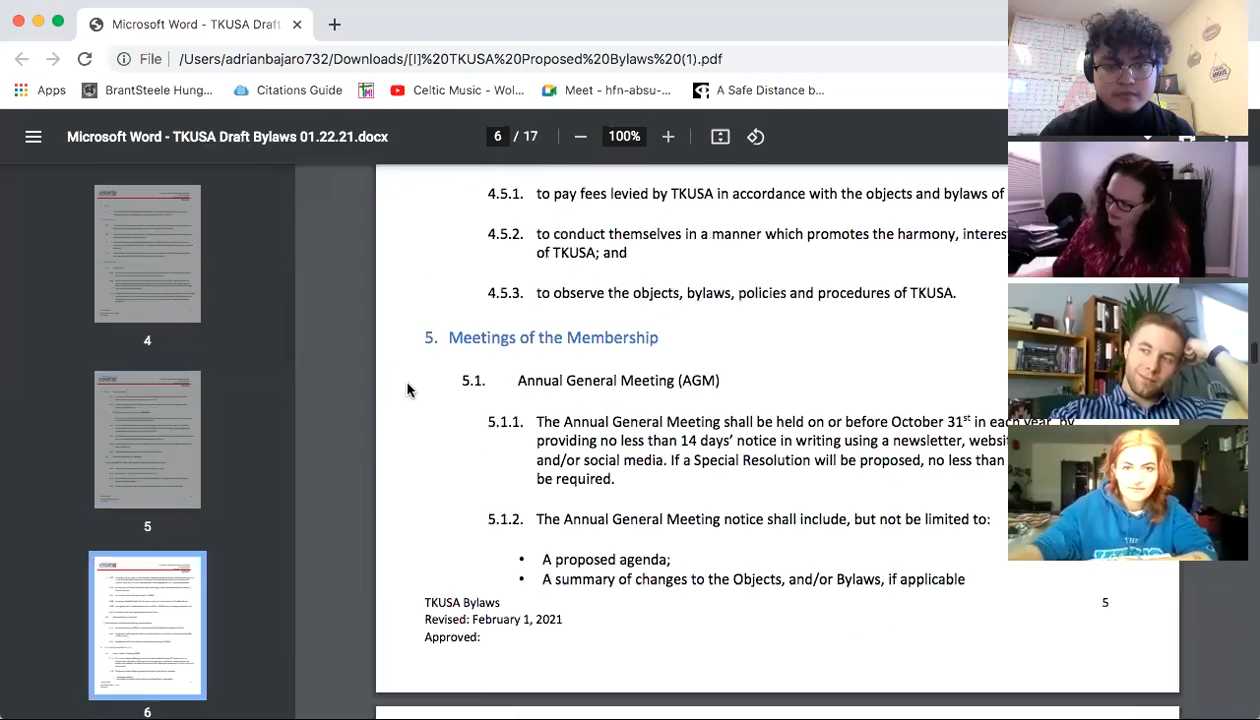 Microsoft Word - TKUSA Draft
File
/Users/adrianbajaro732/Downloads/[I]%20TKUSA%20Proposed%20Bylaws%20(1).pdf
Apps
BrantSteele Hung...
Citations Guide
Celtic Music - Wol...
Meet - hfn-absu-...
A Safe Distance b...
Microsoft Word - TKUSA Draft Bylaws 01.22.21.docx
6 / 17
100%
4
5
6
4.5.1. to pay fees levied by TKUSA in accordance with the objects and bylaws of
4.5.2. to conduct themselves in a manner which promotes the harmony,
of TKUSA; and
4.5.3. to observe the objects, bylaws, policies and procedures of TKUSA.
5. Meetings of the Membership
5.1. Annual General Meeting (AGM)
5.1.1. The Annual General Meeting shall be held on or before October 31st in each year, by
providing no less than 14 days' notice in writing using a newsletter,
and/or social media. If a Special Resolution will be proposed, no less than
be required.
5.1.2. The Annual General Meeting notice shall include, but not be limited to:
• A proposed agenda;
• A summary of changes to the Objects, and/or Bylaws, if applicable
TKUSA Bylaws
5
Revised: February 1, 2021
Approved:
THE